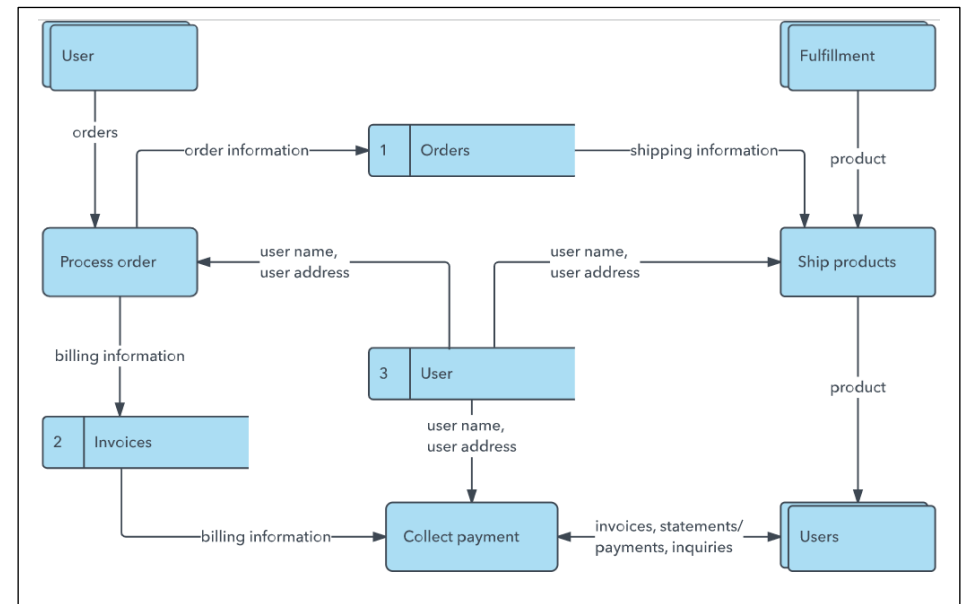 User
Fulfillment
orders
order information
1
Orders
shipping information
product
Process order
user name,
user address
user name,
user address
Ship products
billing information
3
User
product
user name,
user address
2
Invoices
billing information
Collect payment
invoices, statements/
payments, inquiries
Users